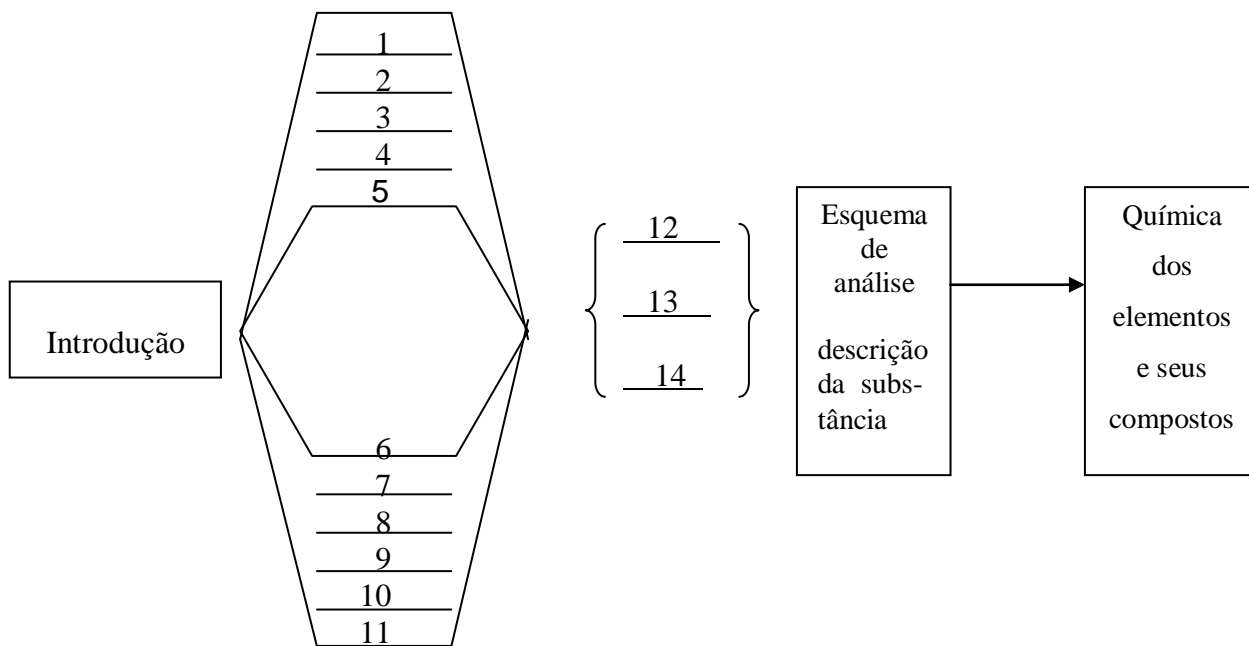 Introdução
1
2
3
4
5
6
7
8
9
10
11
12
13
14
Esquema
de
análise
descrição
da subs-
tância
Química
dos
elementos
e seus
compostos